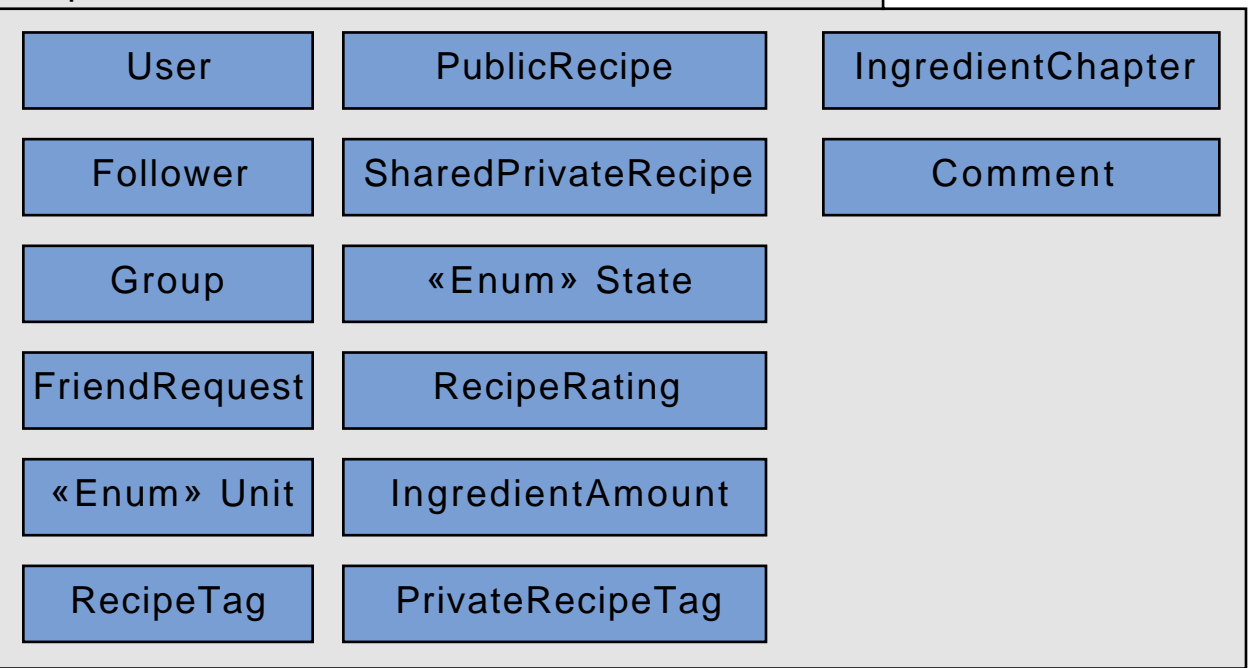 User
PublicRecipe
IngredientChapter
Follower
SharedPrivateRecipe
Comment
Group
«Enum» State
FriendRequest
RecipeRating
«Enum» Unit
IngredientAmount
RecipeTag
PrivateRecipeTag